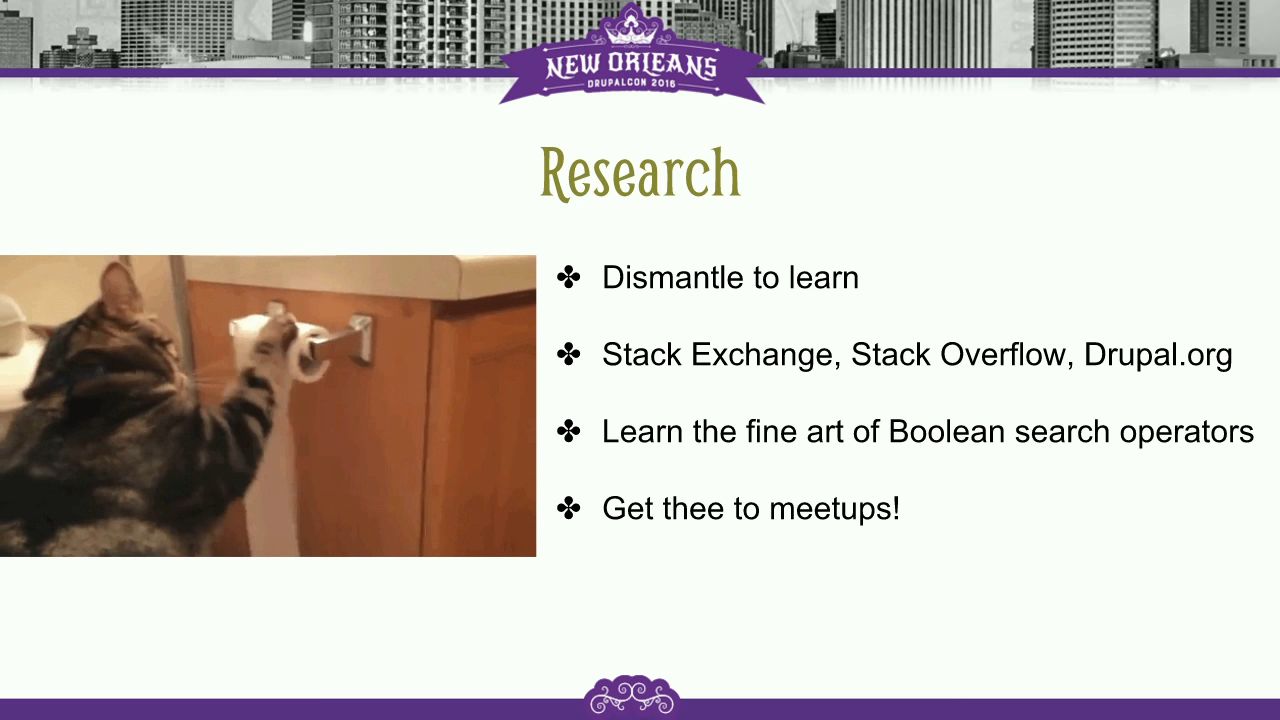 NEW ORLEANS
DRUPALCON 2016
Research
✤ Dismantle to learn
✤ Stack Exchange, Stack Overflow, Drupal.org
✤ Learn the fine art of Boolean search operators
✤ Get thee to meetups!